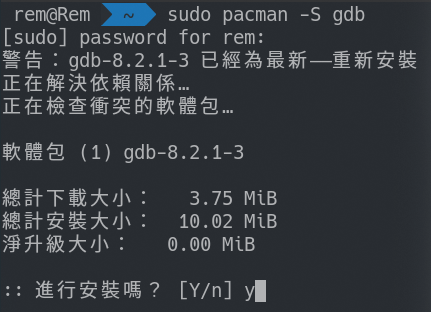 rem@Rem ~ sudo pacman -S gdb
[sudo] password for rem:
警告：gdb-8.2.1-3 已經為最新——重新安裝
正在解決依賴關係…
正在檢查衝突的軟體包…
軟體包 (1) gdb-8.2.1-3
總計下載大小： 3.75 MiB
總計安裝大小： 10.02 MiB
淨升級大小： 0.00 MiB
:: 進行安裝嗎？ [Y/n] y